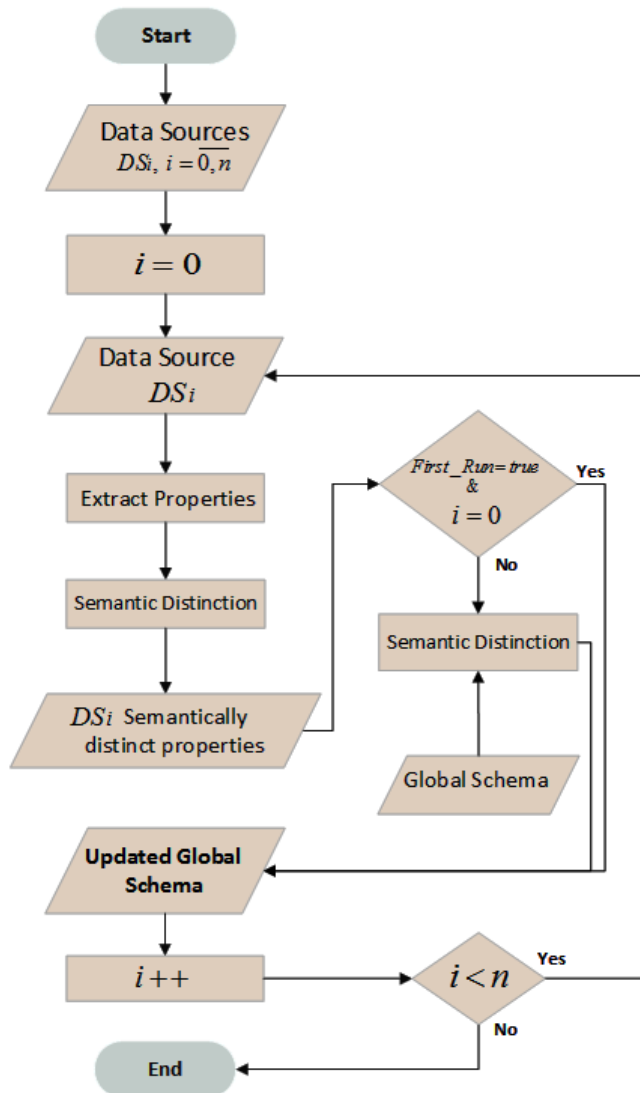 Start
Data Sources
DSi, i = 0, n
i = 0
Data Source
DSi
Extract Properties
Semantic Distinction
DSi Semantically
distinct properties
First_Run=true
&
i = 0
Yes
No
Semantic Distinction
Global Schema
Updated Global
Schema
i++
i < n
Yes
No
End